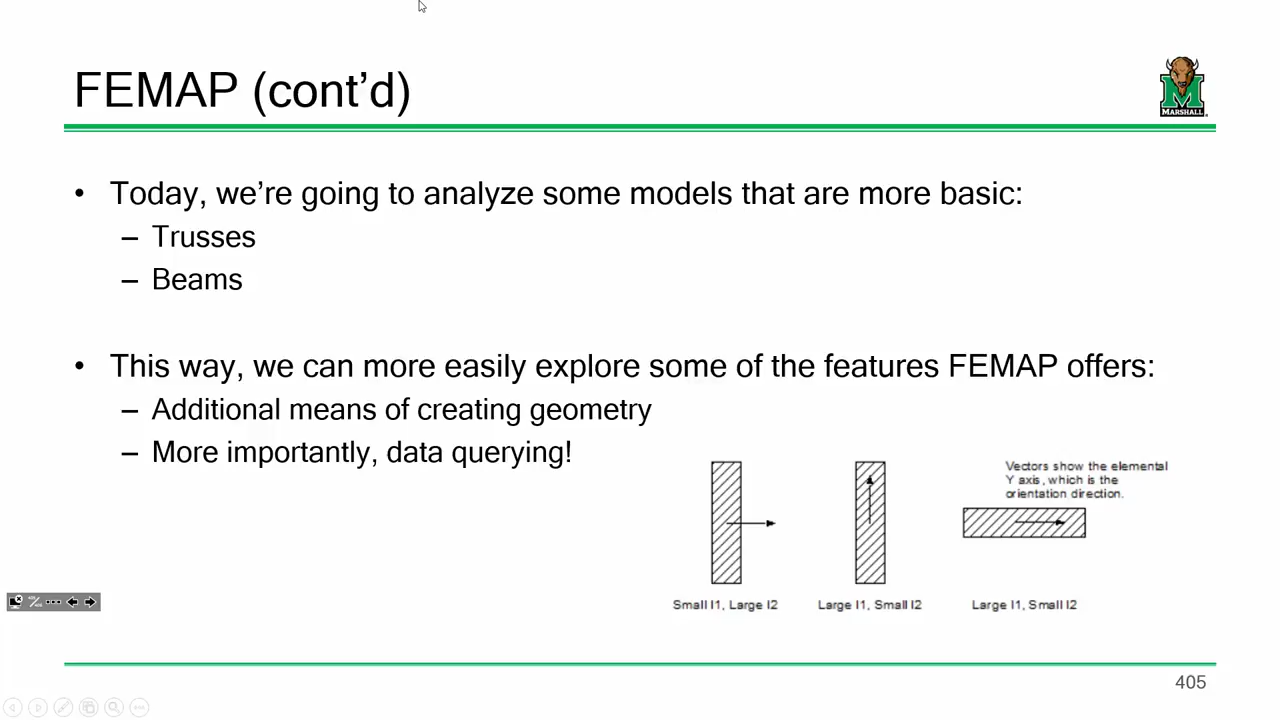 FEMAP (cont’d)
MARSHALL
• Today, we’re going to analyze some models that are more basic:
– Trusses
– Beams
• This way, we can more easily explore some of the features FEMAP offers:
– Additional means of creating geometry
– More importantly, data querying!
Vectors show the elemental
Y axis, which is the
orientation direction.
Small I1, Large I2
Large I1, Small I2
Large I1, Small I2
405